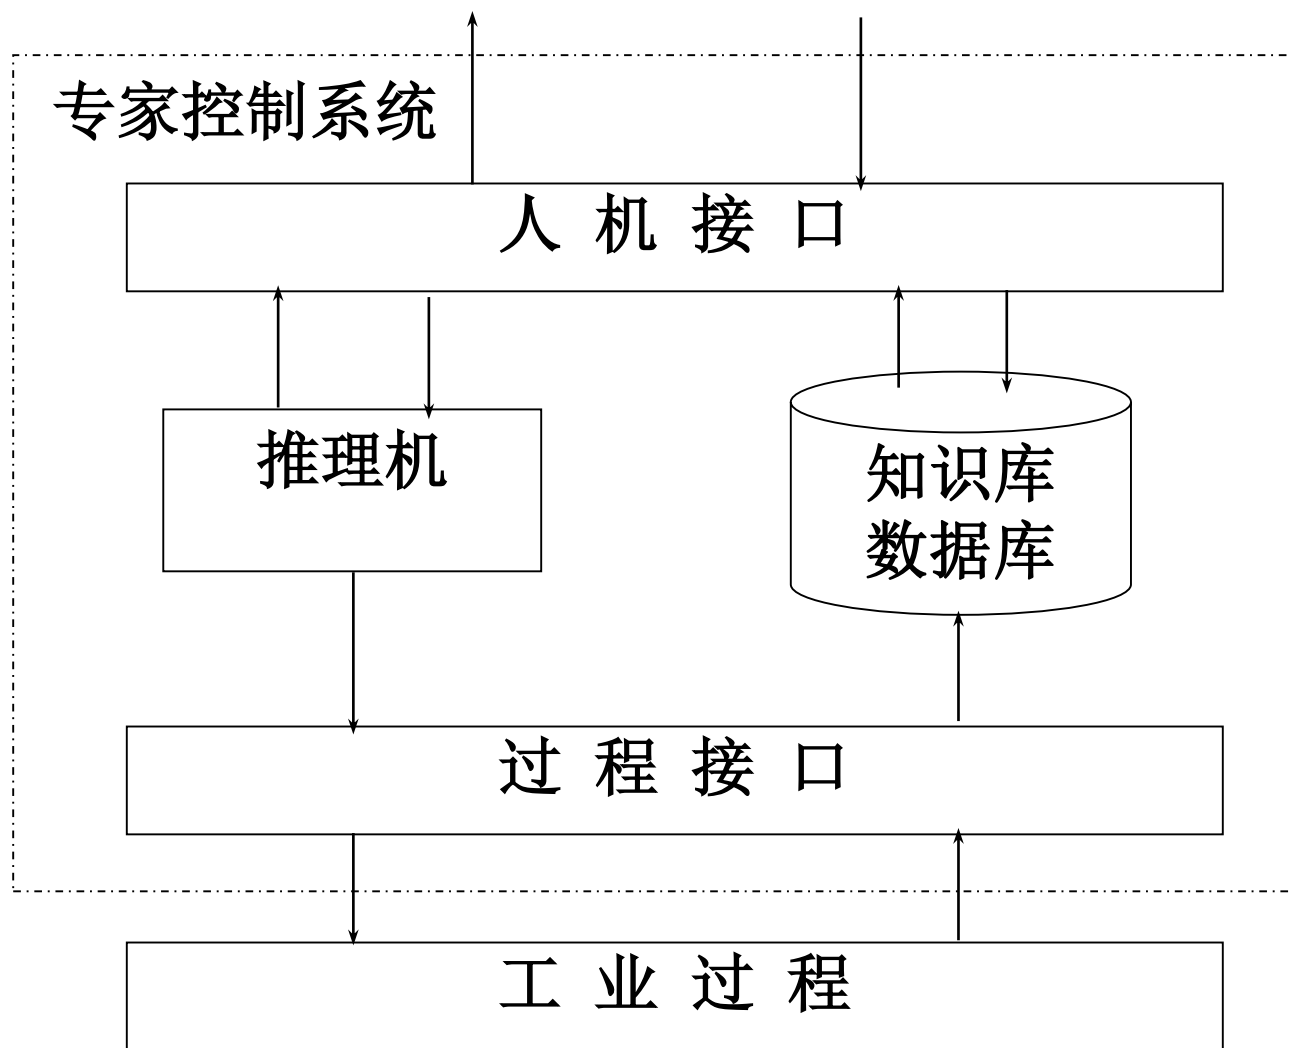 专家控制系统
人 机 接 口
推理机
知识库
数据库
过 程 接 口
工 业 过 程